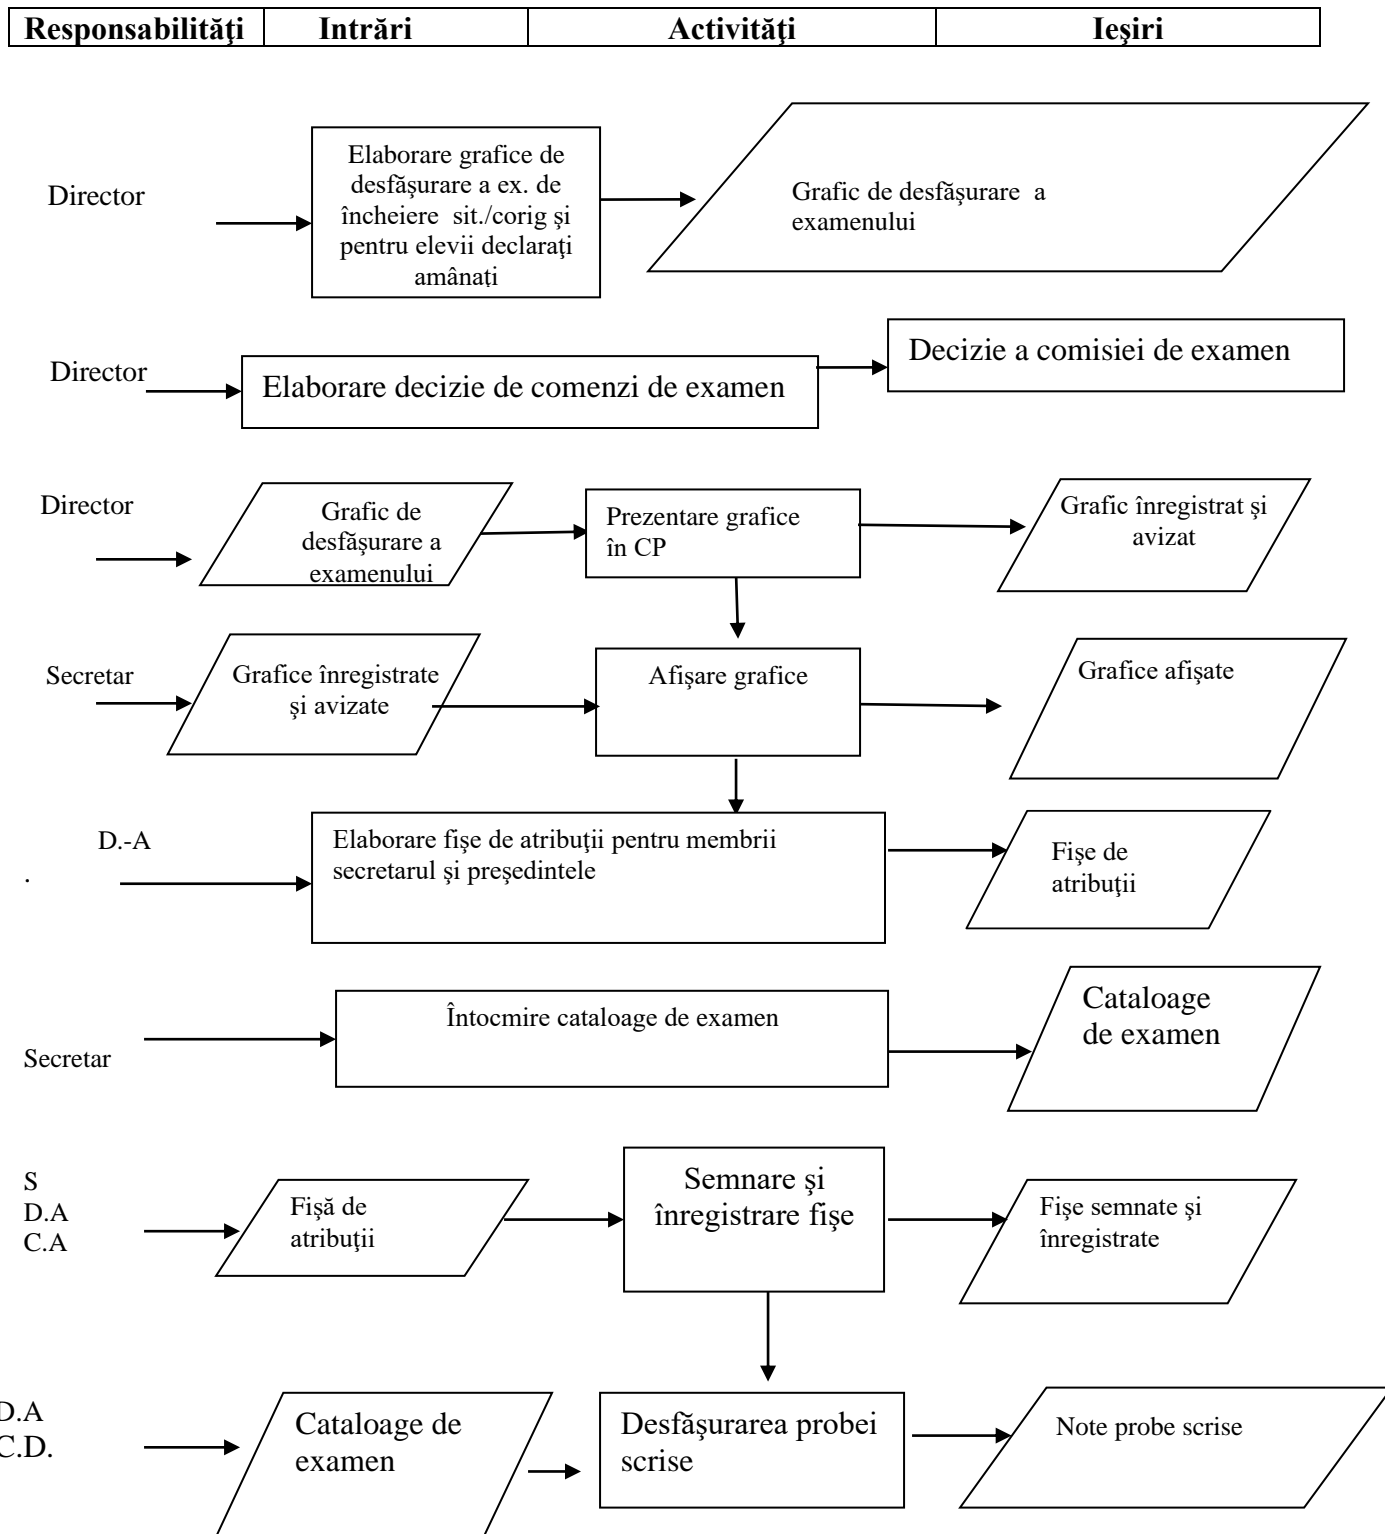 Responsabilităţi Intrări Activităţi Ieşiri
Director
Elaborare grafice de
desfăşurare a ex. de
încheiere sit./corig şi
pentru elevii declaraţi
amânaţi
Grafic de desfăşurare a
examenului
Director
Elaborare decizie de comenzi de examen
Decizie a comisiei de examen
Director
Grafic de
desfăşurare a
examenului
Prezentare grafice
în CP
Grafic înregistrat şi
avizat
Secretar
Grafice înregistrate
şi avizate
Afişare grafice
Grafice afişate
D.-A
.
Elaborare fişe de atribuţii pentru membrii
secretarul şi preşedintele
Fişe de
atribuţii
Secretar
Întocmire cataloage de examen
Cataloage
de examen
S
D.A
C.A
Fişă de
atribuţii
Semnare şi
înregistrare fişe
Fişe semnate şi
înregistrate
D.A
C.D.
Cataloage de
examen
Desfăşurarea probei
scrise
Note probe scrise